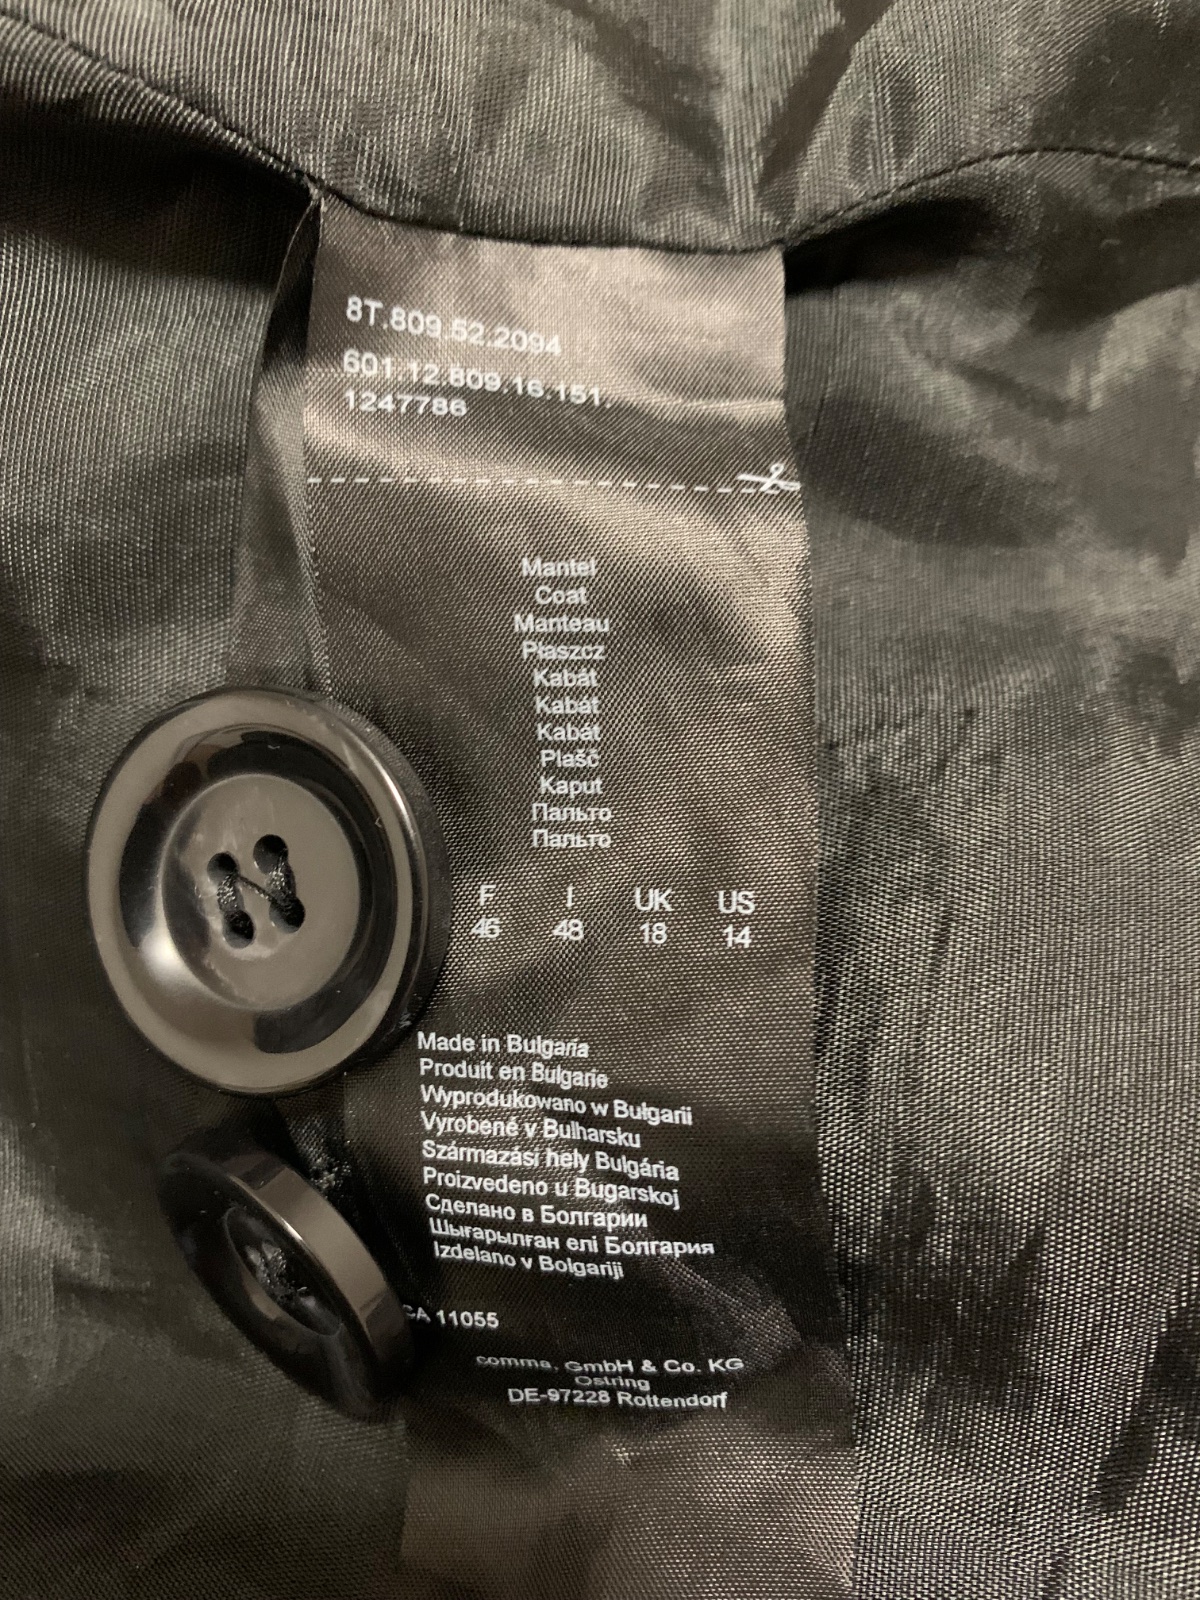 8T.809.52.2094
601.12.809.16.151.
1247786
Mantel
Coat
Manteau
Płaszcz
Kabát
Kabát
Kabát
Plašč
Kaput
Пальто
Пальто
F I UK US
46 48 18 14
Made in Bulgaria
Produit en Bulgarie
Wyprodukowano w Bułgarii
Vyrobené v Bulharsku
Származási hely Bulgária
Proizvedeno u Bugarskoj
Сделано в Болгарии
Шығарылған елі Болгария
Izdelano v Bolgariji
CA 11055
comma, GmbH & Co. KG
Ostring
DE-97228 Rottendorf